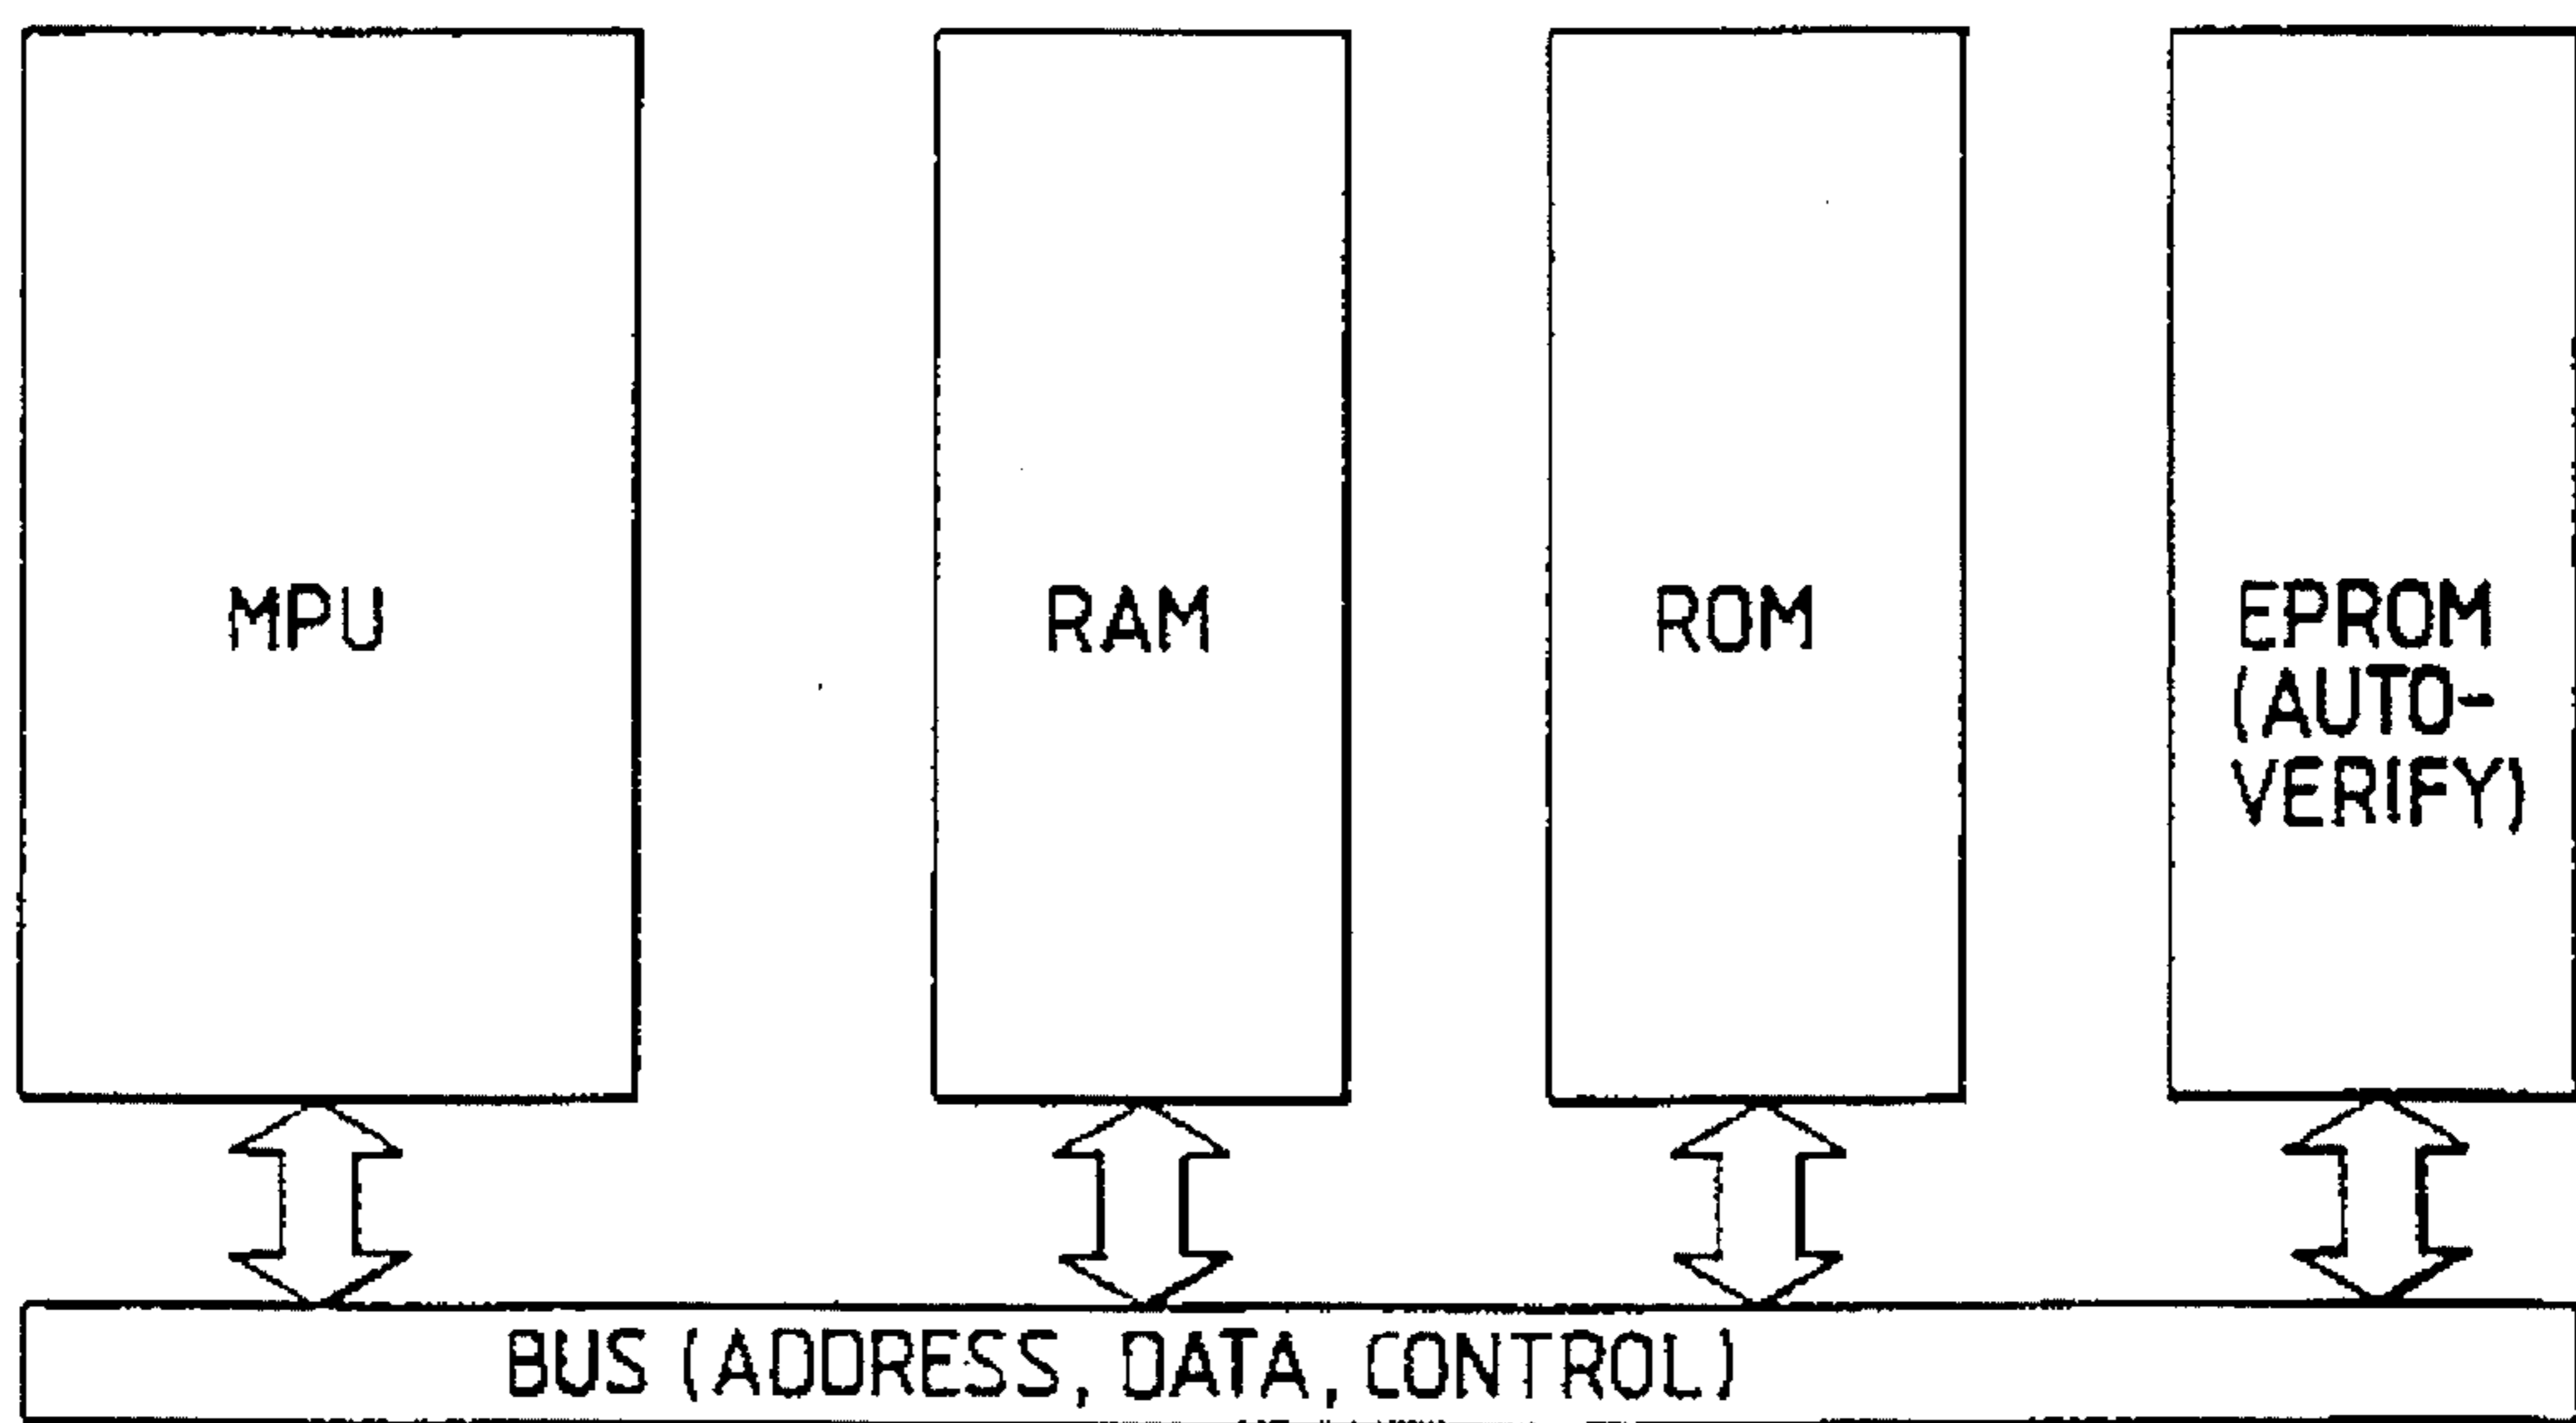 MPU
RAM
ROM
EPROM
(AUTO-
VERIFY)
BUS (ADDRESS, DATA, CONTROL)